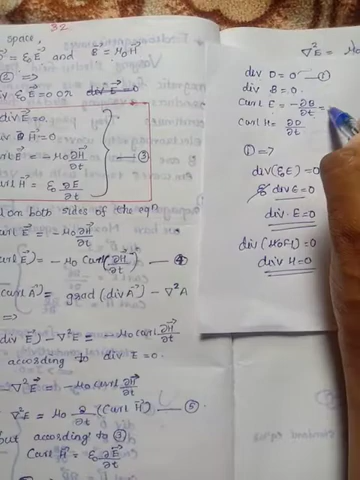 32.
space,
D⃗ = ε₀E⃗ and B⃗ = μ₀H⃗
② =>
div ε₀E⃗ = 0 or div E⃗ = 0
div E⃗ = 0.
div H⃗ = 0
curl E⃗ = -μ₀ ∂H⃗/∂t
curl H⃗ = ε₀ ∂E⃗/∂t — ③
on both sides of the eqn
curl E⃗ = -μ₀ ∂H⃗/∂t
curl E⃗) = -μ₀ Curl (∂H⃗/∂t) — ④
curl A⃗) = grad (div A⃗) - ∇²A
=>
div E⃗) - ∇²E = -μ₀ curl ∂H⃗/∂t
according to div E = 0.
- ∇²E⃗ = -μ₀ curl ∂H⃗/∂t
∇²E = μ₀ ∂/∂t (Curl H⃗) — ⑤
but according to ③
Curl H⃗ = ε₀ ∂E⃗/∂t
∇²E = μ₀
div D = 0 — ①
div B = 0.
Curl E = -∂B/∂t =
Curl H = ∂D/∂t
① =>
div (ε₀E) = 0
ε₀ div E = 0
div · E = 0
div (μ₀H) = 0
div H = 0